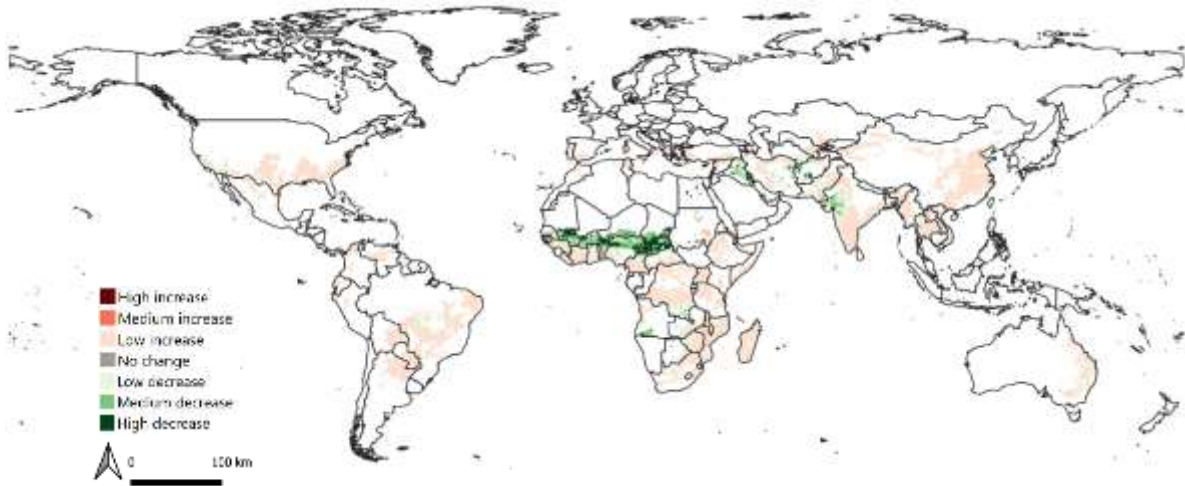 High increase
Medium increase
Low increase
No change
Low decrease
Medium decrease
High decrease
0 100 km